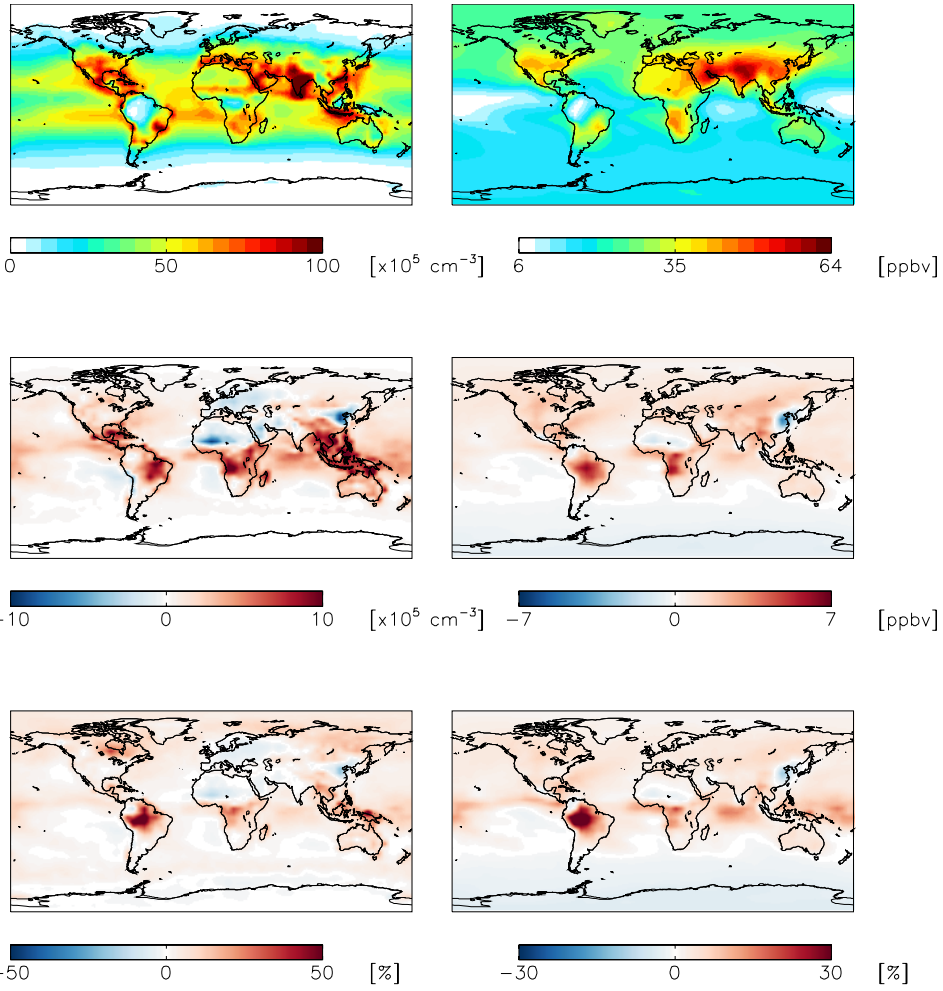 0 50 100 [x10⁵ cm⁻³]
6 35 64 [ppbv]
-10 0 10 [x10⁵ cm⁻³]
-7 0 7 [ppbv]
-50 0 50 [%]
-30 0 30 [%]